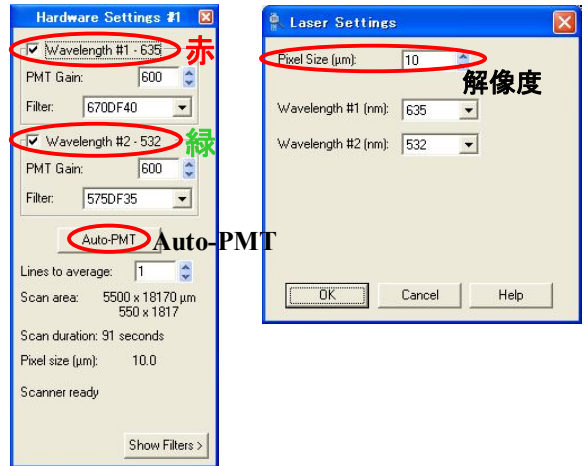 Hardware Settings #1
Wavelength #1 - 635
赤
PMT Gain: 600
Filter: 670DF40
Wavelength #2 - 532
緑
PMT Gain: 600
Filter: 575DF35
Auto-PMT
Auto-PMT
Lines to average: 1
Scan area: 5500 x 18170 µm
550 x 1817
Scan duration: 91 seconds
Pixel size (µm): 10.0
Scanner ready
Show Filters >
Laser Settings
Pixel Size (µm): 10
解像度
Wavelength #1 (nm): 635
Wavelength #2 (nm): 532
OK Cancel Help